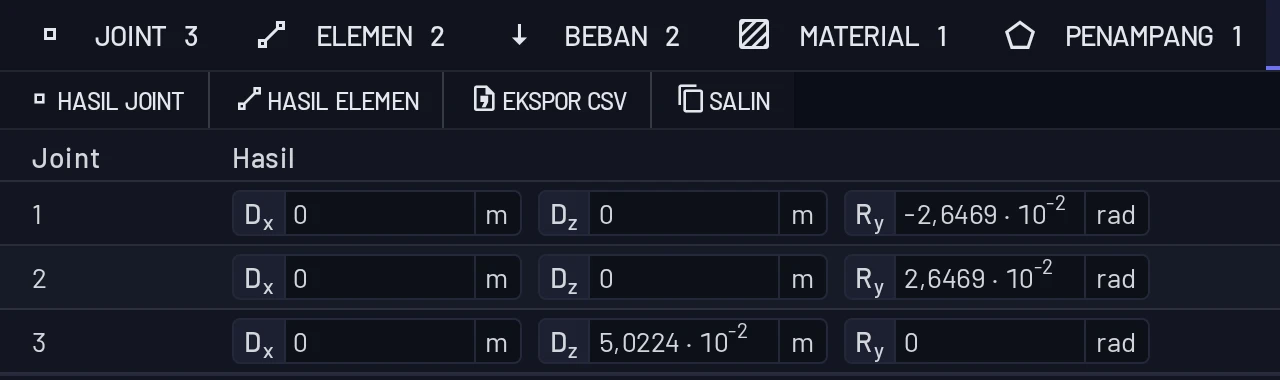 JOINT 3 ELEMEN 2 BEBAN 2 MATERIAL 1 PENAMPANG 1
HASIL JOINT HASIL ELEMEN EKSPOR CSV SALIN
Joint Hasil
1 Dx 0 m Dz 0 m Ry -2,6469 · 10⁻² rad
2 Dx 0 m Dz 0 m Ry 2,6469 · 10⁻² rad
3 Dx 0 m Dz 5,0224 · 10⁻² m Ry 0 rad